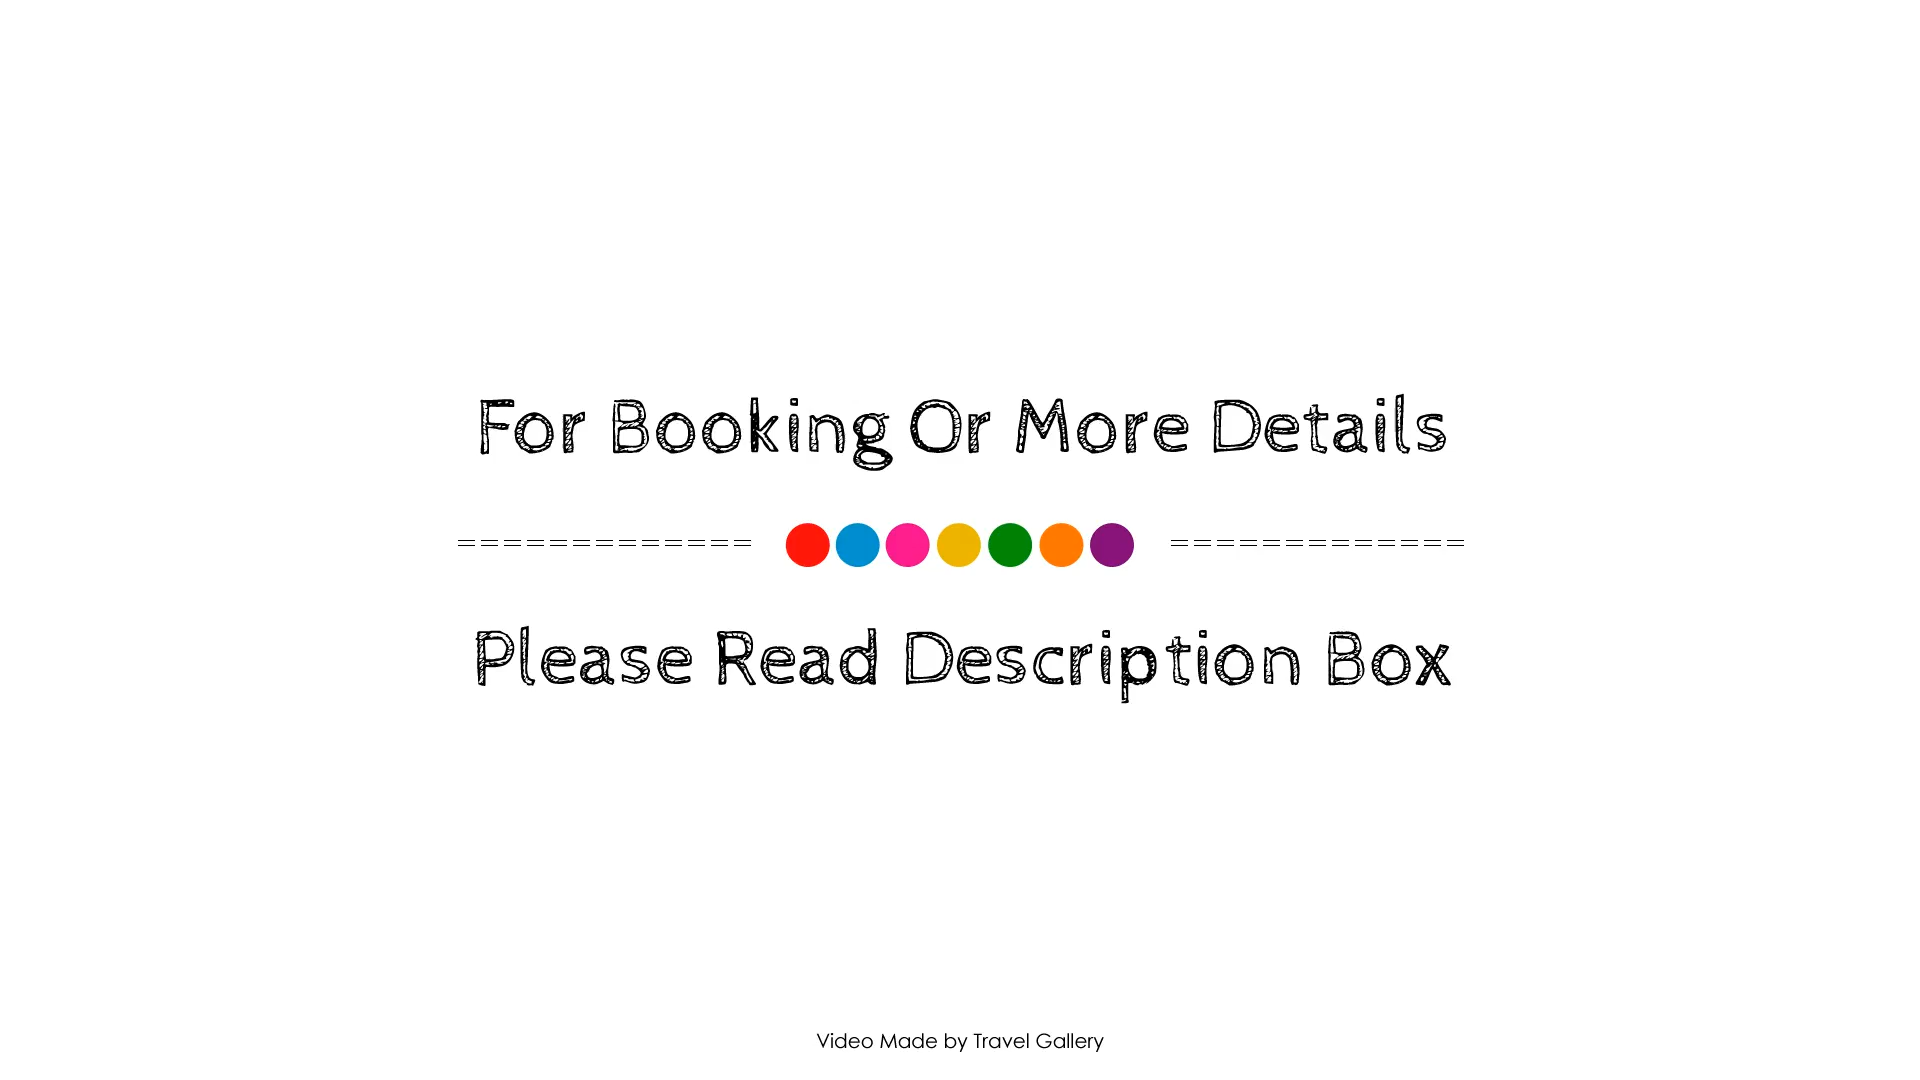 For Booking Or More Details
============= =============
Please Read Description Box
Video Made by Travel Gallery